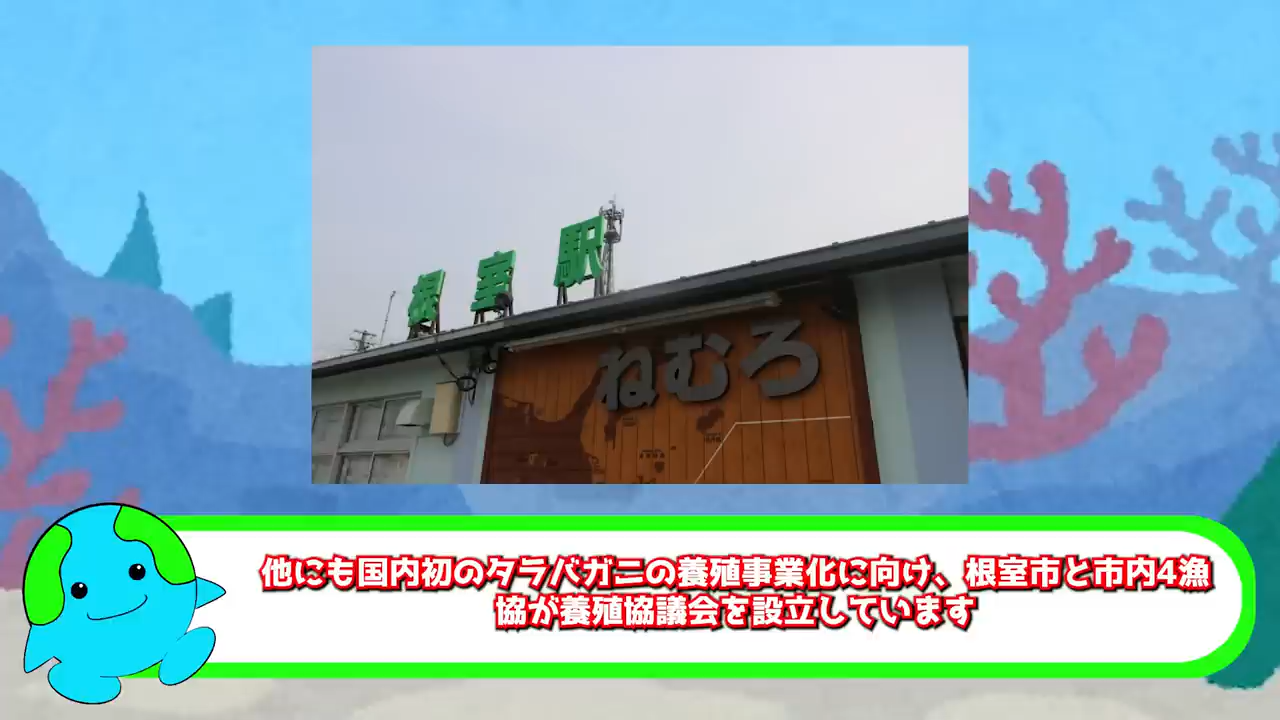 根室駅
ねむろ
他にも国内初のタラバガニの養殖事業化に向け、根室市と市内4漁
協が養殖協議会を設立しています